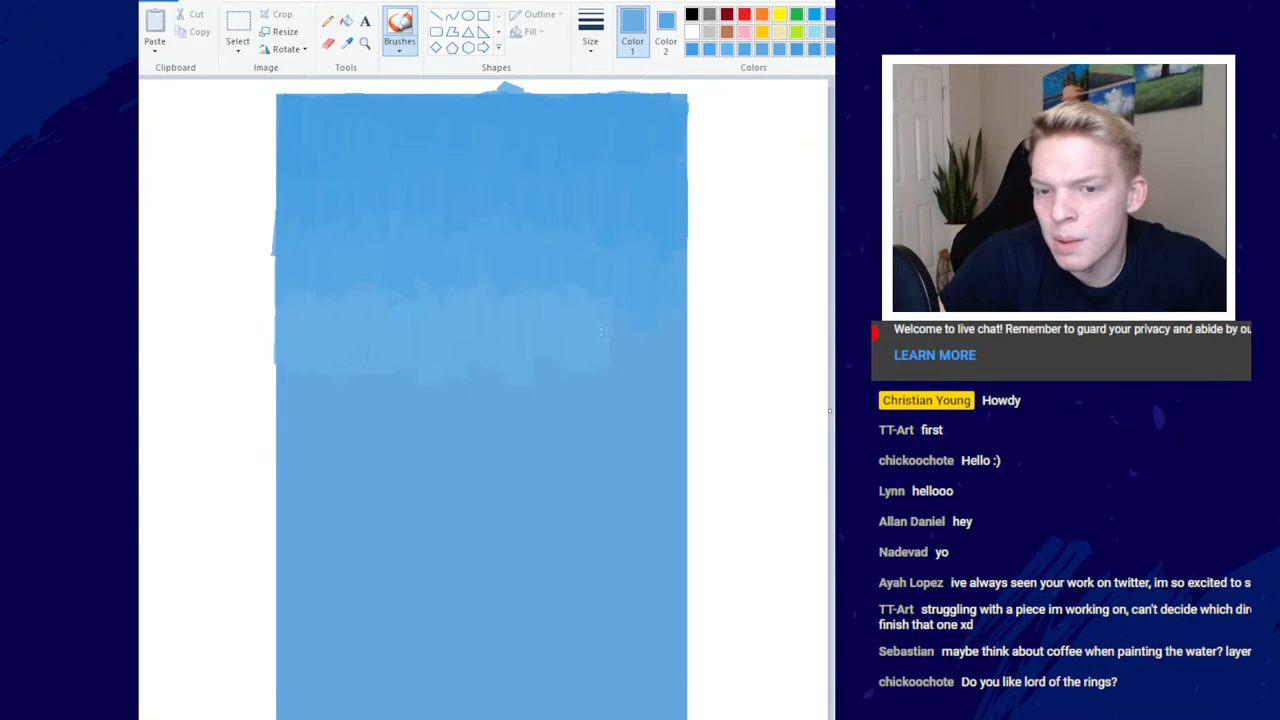 Paste
Cut
Copy
Clipboard
Select
Crop
Resize
Rotate
Image
A
Tools
Brushes
Outline
Fill
Shapes
Size
Color 1
Color 2
Colors
Welcome to live chat! Remember to guard your privacy and abide by ou
LEARN MORE
Christian Young Howdy
TT-Art first
chickoochote Hello :)
Lynn hellooo
Allan Daniel hey
Nadevad yo
Ayah Lopez ive always seen your work on twitter, im so excited to s
TT-Art struggling with a piece im working on, can't decide which dir
finish that one xd
Sebastian maybe think about coffee when painting the water? layer
chickoochote Do you like lord of the rings?